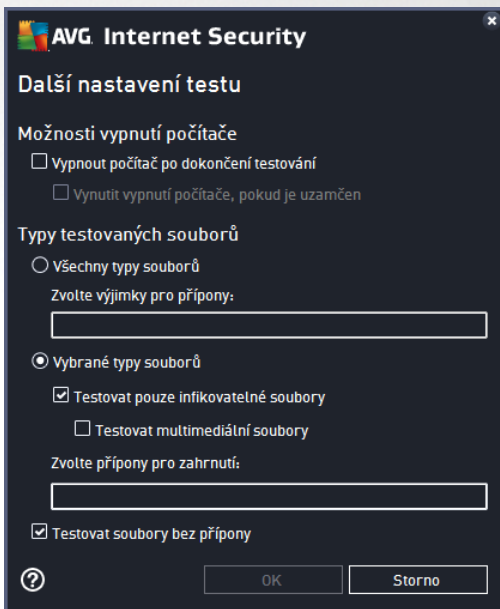 AVG. Internet Security
Další nastavení testu
Možnosti vypnutí počítače
Vypnout počítač po dokončení testování
Vynutit vypnutí počítače, pokud je uzamčen
Typy testovaných souborů
Všechny typy souborů
Zvolte výjimky pro přípony:
Vybrané typy souborů
Testovat pouze infikovatelné soubory
Testovat multimediální soubory
Zvolte přípony pro zahrnutí:
Testovat soubory bez přípony
?
OK
Storno